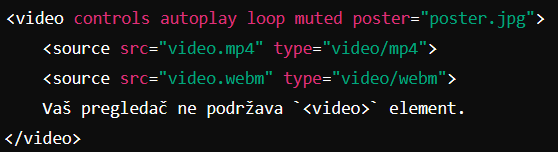 <video controls autoplay loop muted poster="poster.jpg">
    <source src="video.mp4" type="video/mp4">
    <source src="video.webm" type="video/webm">
    Vaš pregledač ne podržava `<video>` element.
</video>